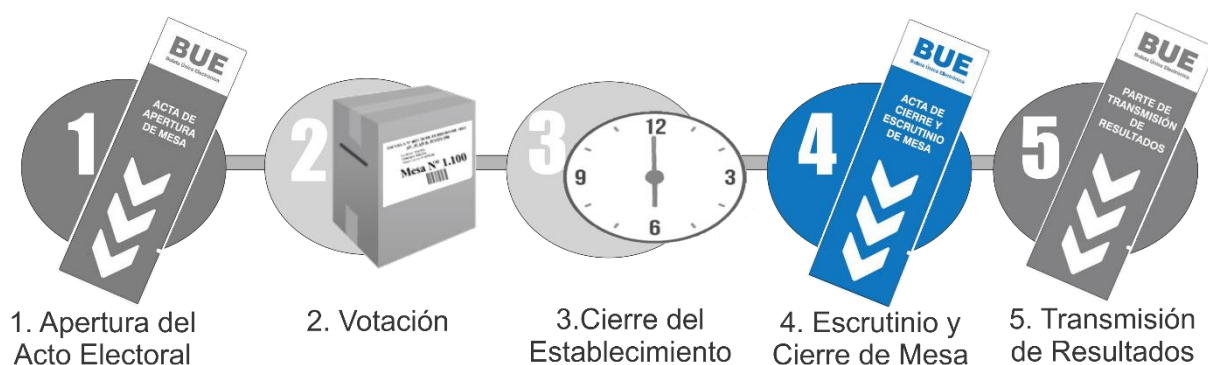 1
BUE
Boleta Única Electrónica
ACTA DE
APERTURA
DE MESA
2
Mesa Nº 1.100
3
12
9
3
6
4
BUE
Boleta Única Electrónica
ACTA DE
CIERRE Y
ESCRUTINIO
DE MESA
5
BUE
Boleta Única Electrónica
PARTE DE
TRANSMISIÓN
DE
RESULTADOS
1. Apertura del
Acto Electoral
2. Votación
3.Cierre del
Establecimiento
4. Escrutinio y
Cierre de Mesa
5. Transmisión
de Resultados